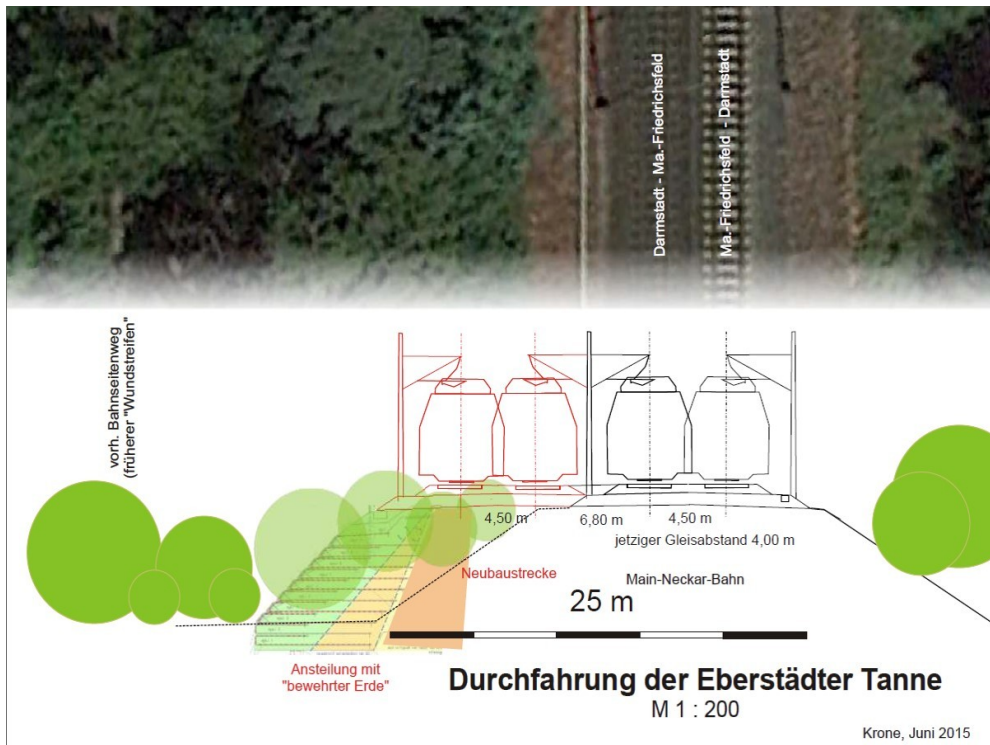 Darmstadt - Ma.-Friedrichsfeld
Ma.-Friedrichsfeld - Darmstadt
vorh. Bahnseitenweg
(früherer "Wundstreifen"
4,50 m
6,80 m
4,50 m
jetziger Gleisabstand 4,00 m
Neubaustrecke
Main-Neckar-Bahn
25 m
Ansteilung mit
"bewehrter Erde"
Durchfahrung der Eberstädter Tanne
M 1 : 200
Krone, Juni 2015